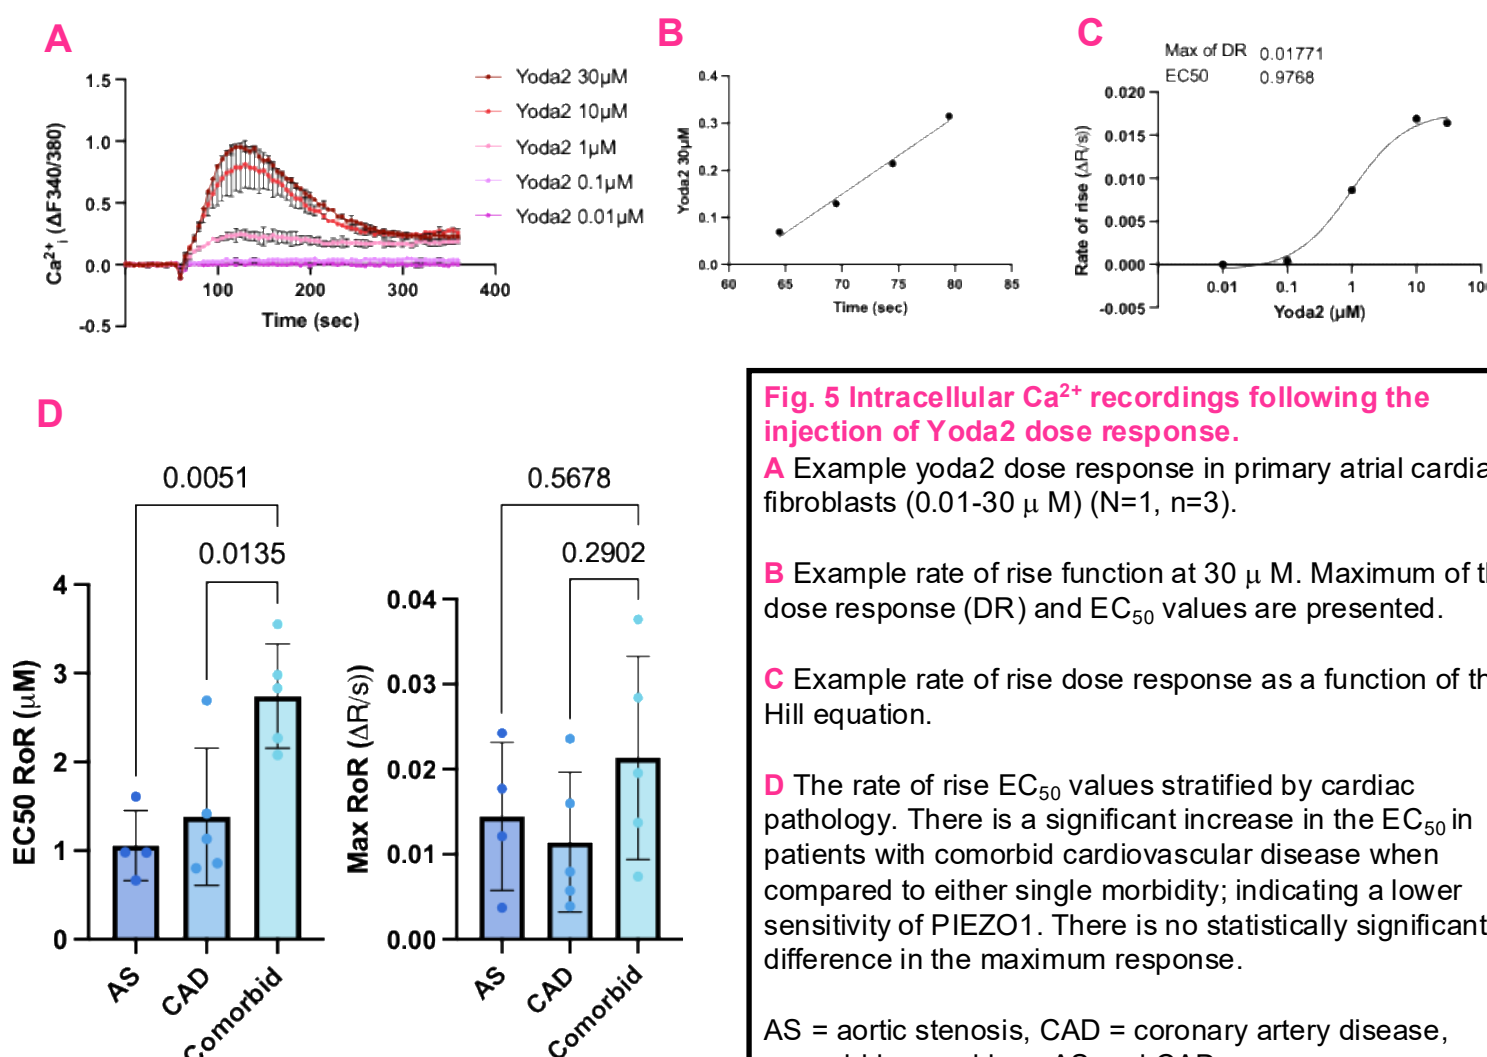 A
1.5
1.0
0.5
0.0
-0.5
Ca²⁺ᵢ (ΔF340/380)
100
200
300
400
Time (sec)
Yoda2 30μM
Yoda2 10μM
Yoda2 1μM
Yoda2 0.1μM
Yoda2 0.01μM
B
0.4
0.3
0.2
0.1
0.0
Yoda2 30μM
60
65
70
75
80
85
Time (sec)
C
Max of DR 0.01771
EC50 0.9768
0.020
0.015
0.010
0.005
0.000
-0.005
Rate of rise (ΔR/s))
0.01
0.1
1
10
100
Yoda2 (μM)
D
0.0051
0.0135
4
3
2
1
0
EC50 RoR (μM)
AS
CAD
Comorbid
0.5678
0.2902
0.04
0.03
0.02
0.01
0.00
Max RoR (ΔR/s))
AS
CAD
Comorbid
Fig. 5 Intracellular Ca²⁺ recordings following the
injection of Yoda2 dose response.
A Example yoda2 dose response in primary atrial cardia
fibroblasts (0.01-30 μ M) (N=1, n=3).
B Example rate of rise function at 30 μ M. Maximum of t
dose response (DR) and EC₅₀ values are presented.
C Example rate of rise dose response as a function of th
Hill equation.
D The rate of rise EC₅₀ values stratified by cardiac
pathology. There is a significant increase in the EC₅₀ in
patients with comorbid cardiovascular disease when
compared to either single morbidity; indicating a lower
sensitivity of PIEZO1. There is no statistically significant
difference in the maximum response.
AS = aortic stenosis, CAD = coronary artery disease,